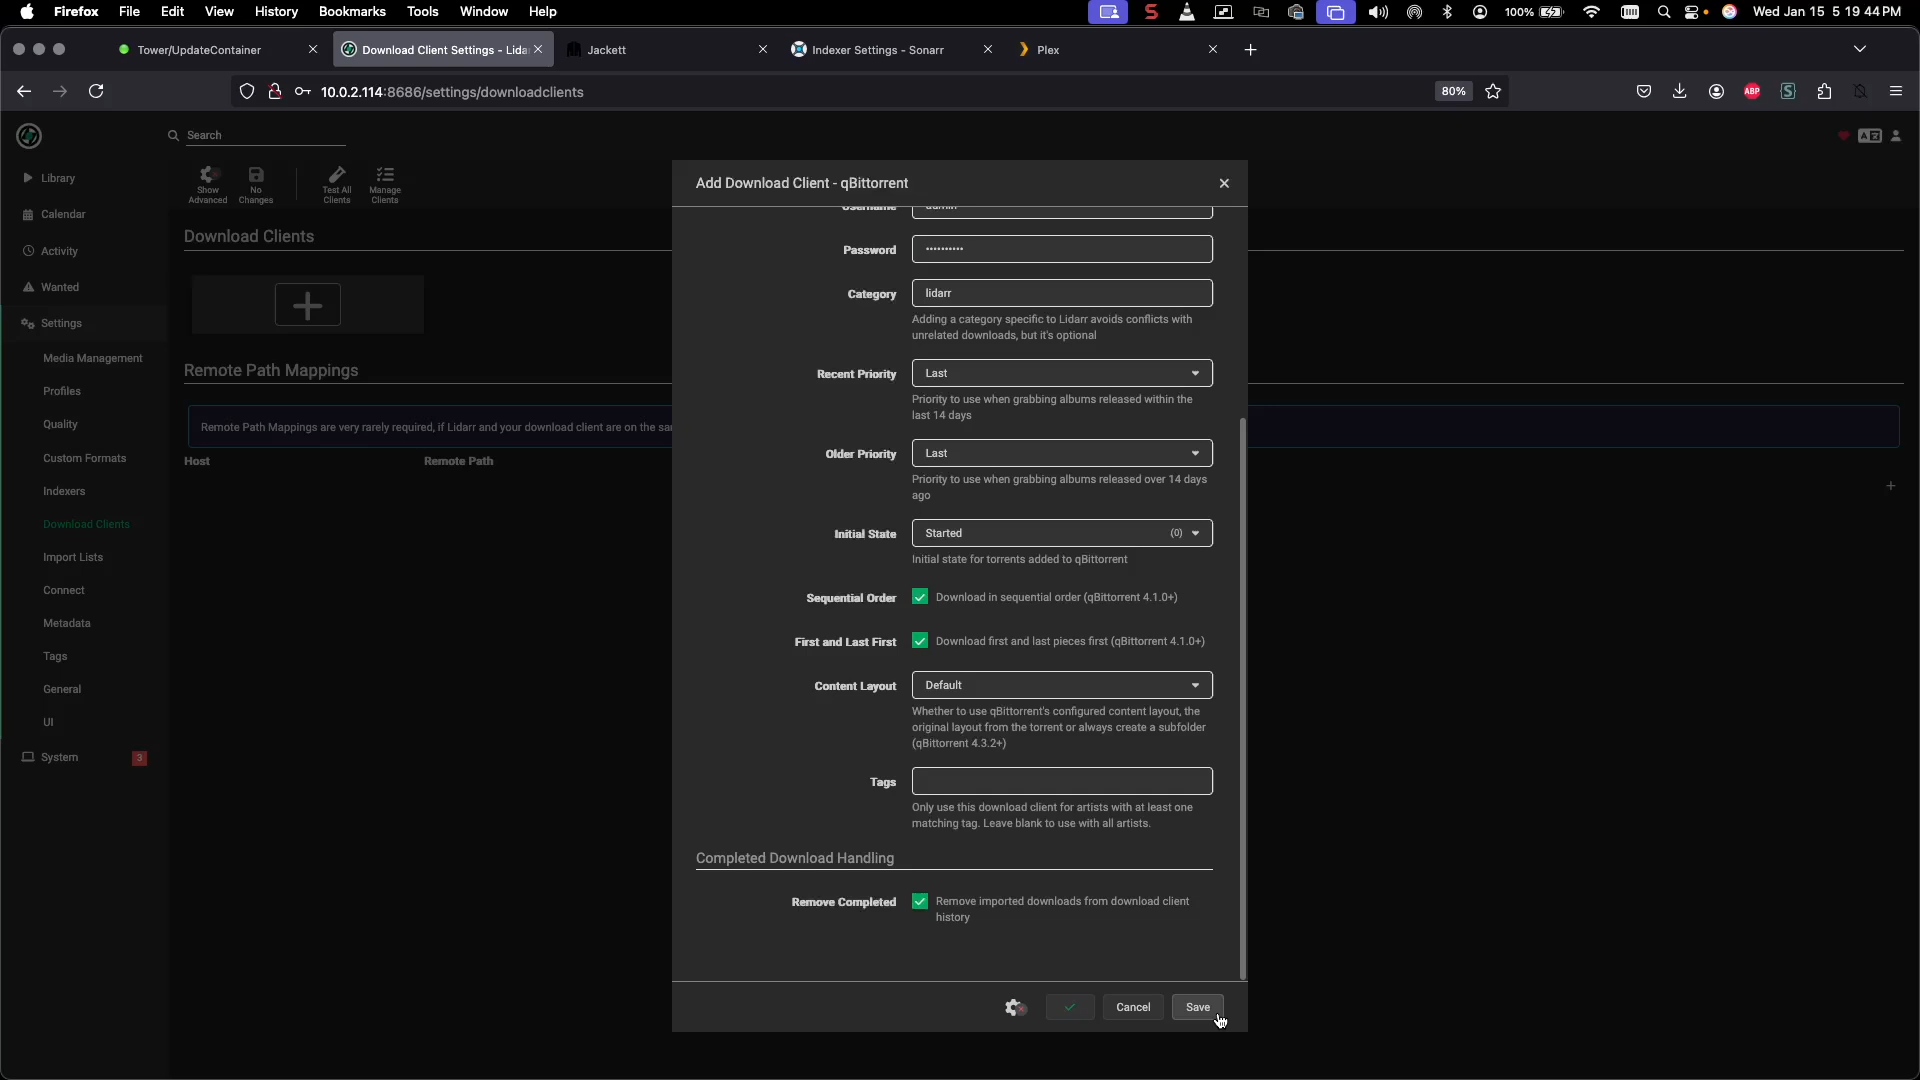 Firefox File Edit View History Bookmarks Tools Window Help
100% Wed Jan 15 5 19 44 PM
Tower/UpdateContainer
Download Client Settings - Lida
Jackett
Indexer Settings - Sonarr
Plex
10.0.2.114:8686/settings/downloadclients
80%
ABP
Search
Library
Calendar
Activity
Wanted
Settings
Media Management
Profiles
Quality
Custom Formats
Indexers
Download Clients
Import Lists
Connect
Metadata
Tags
General
UI
System
3
Show Advanced
No Changes
Test All Clients
Manage Clients
Download Clients
Remote Path Mappings
Remote Path Mappings are very rarely required, if Lidarr and your download client are on the sa
Host
Remote Path
Add Download Client - qBittorrent
Username
admin
Password
••••••••••
Category
lidarr
Adding a category specific to Lidarr avoids conflicts with
unrelated downloads, but it's optional
Recent Priority
Last
Priority to use when grabbing albums released within the
last 14 days
Older Priority
Last
Priority to use when grabbing albums released over 14 days
ago
Initial State
Started
(0)
Initial state for torrents added to qBittorrent
Sequential Order
Download in sequential order (qBittorrent 4.1.0+)
First and Last First
Download first and last pieces first (qBittorrent 4.1.0+)
Content Layout
Default
Whether to use qBittorrent's configured content layout, the
original layout from the torrent or always create a subfolder
(qBittorrent 4.3.2+)
Tags
Only use this download client for artists with at least one
matching tag. Leave blank to use with all artists.
Completed Download Handling
Remove Completed
Remove imported downloads from download client
history
Cancel
Save